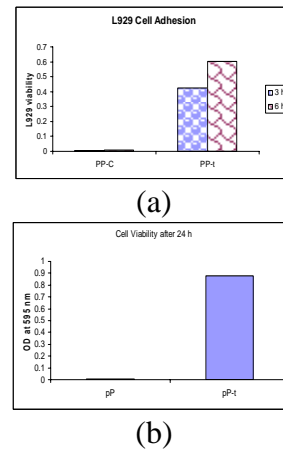 L929 Cell Adhesion
L929 viability
0.7
0.6
0.5
0.4
0.3
0.2
0.1
0
PP-C PP-t
3 h
6 h
(a)
Cell Viability after 24 h
OD at 595 nm
1
0.9
0.8
0.7
0.6
0.5
0.4
0.3
0.2
0.1
0
pP pP-t
(b)